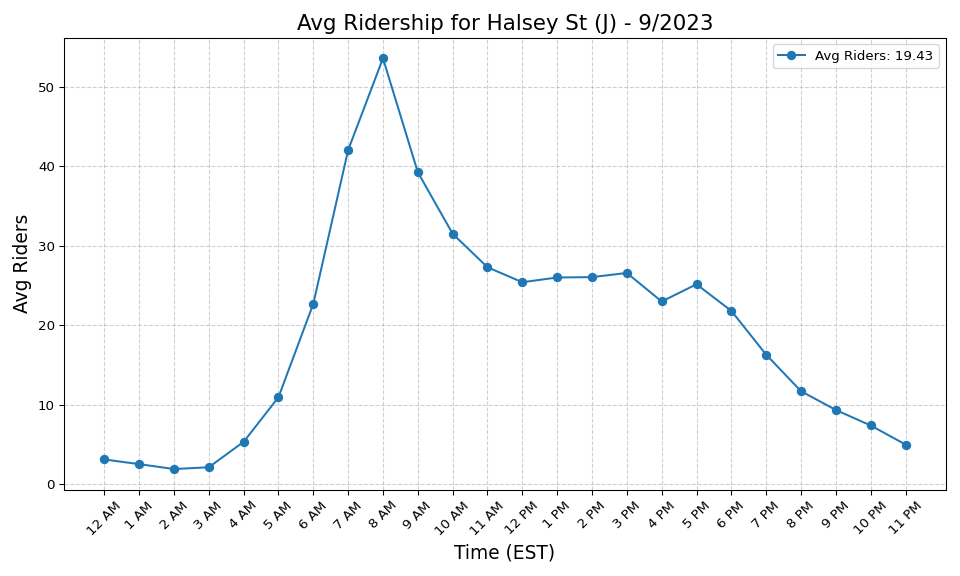 Avg Ridership for Halsey St (J) - 9/2023
Avg Riders: 19.43
Avg Riders
50
40
30
20
10
0
12 AM
1 AM
2 AM
3 AM
4 AM
5 AM
6 AM
7 AM
8 AM
9 AM
10 AM
11 AM
12 PM
1 PM
2 PM
3 PM
4 PM
5 PM
6 PM
7 PM
8 PM
9 PM
10 PM
11 PM
Time (EST)